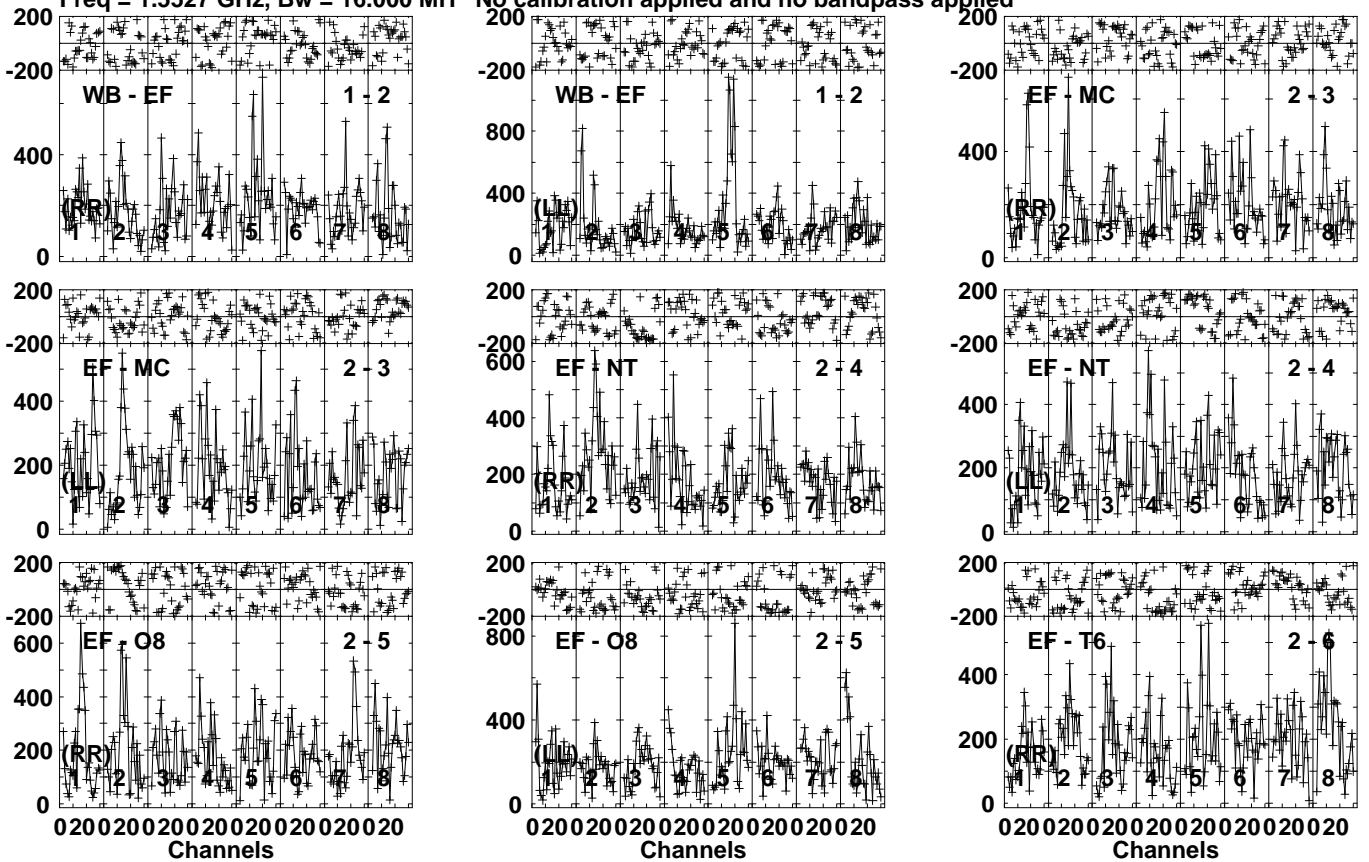 Freq = 1.5527 GHz, Bw = 16.000 MH No calibration applied and no bandpass applied
200 200 200
-200 -200 -200
WB - EF 1 - 2 WB - EF 1 - 2 EF - MC 2 - 3
800
400 400 400
(RR) (LL) (RR)
1 2 3 4 5 6 7 8 1 2 3 4 5 6 7 8 1 2 3 4 5 6 7 8
0 0 0
200 200 200
-200 -200 -200
EF - MC 2 - 3 EF - NT 2 - 4 EF - NT 2 - 4
600
400 400 400
200 200 200
(LL) (RR) (LL)
1 2 3 4 5 6 7 8 1 2 3 4 5 6 7 8 1 2 3 4 5 6 7 8
0 0 0
200 200 200
-200 -200 -200
EF - O8 2 - 5 EF - O8 2 - 5 EF - T6 2 - 6
600 800
400 400 400
200 200
(RR) (LL) (RR)
1 2 3 4 5 6 7 8 1 2 3 4 5 6 7 8 1 2 3 4 5 6 7 8
0 0 0
0 20 0 20 0 20 0 20 0 20 0 20 0 20 0 20 0 20 0 20 0 20 0 20 0 20 0 20 0 20 0 20 0 20 0 20 0 20 0 20 0 20 0 20 0 20 0 20
Channels Channels Channels